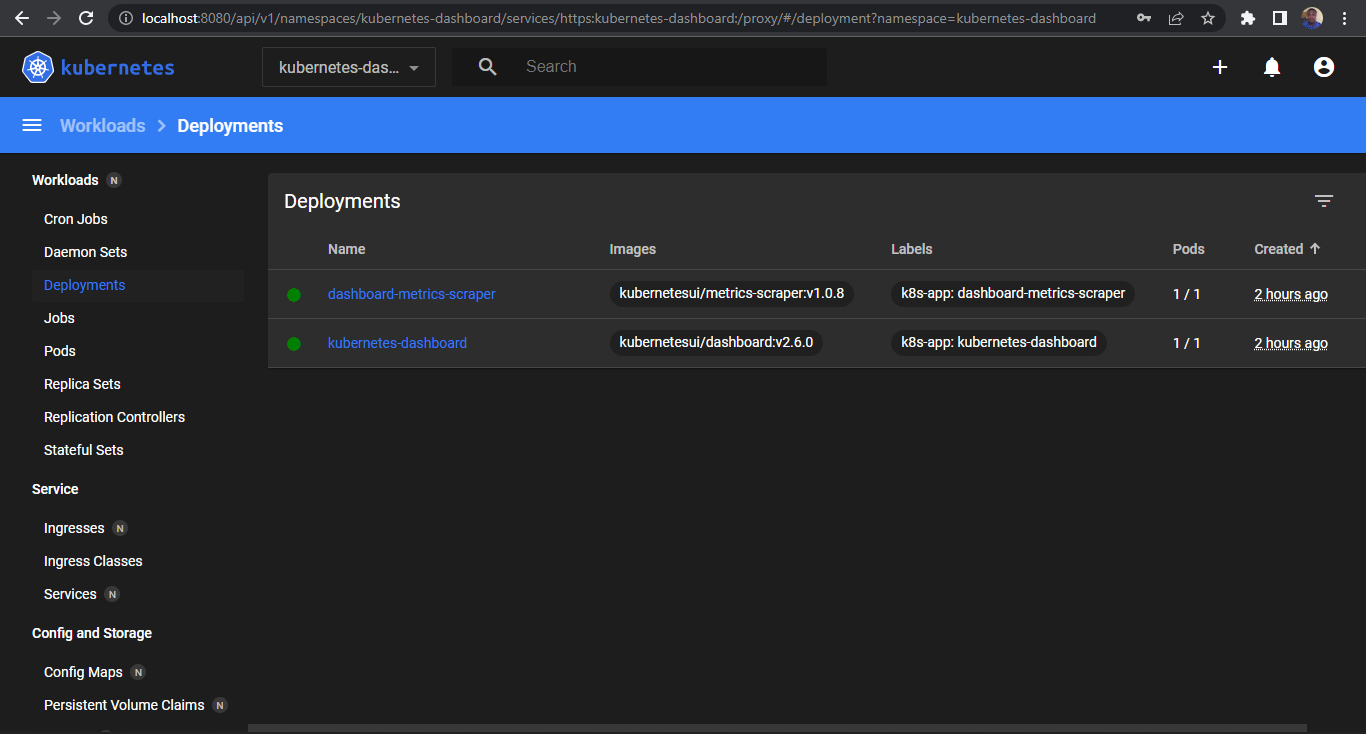 localhost:8080/api/v1/namespaces/kubernetes-dashboard/services/https:kubernetes-dashboard:/proxy/#/deployment?namespace=kubernetes-dashboard
kubernetes
kubernetes-das...
Search
Workloads
Deployments
Workloads N
Cron Jobs
Daemon Sets
Deployments
Jobs
Pods
Replica Sets
Replication Controllers
Stateful Sets
Service
Ingresses N
Ingress Classes
Services N
Config and Storage
Config Maps N
Persistent Volume Claims N
Deployments
Name Images Labels Pods Created
dashboard-metrics-scraper kubernetesui/metrics-scraper:v1.0.8 k8s-app: dashboard-metrics-scraper 1 / 1 2 hours ago
kubernetes-dashboard kubernetesui/dashboard:v2.6.0 k8s-app: kubernetes-dashboard 1 / 1 2 hours ago